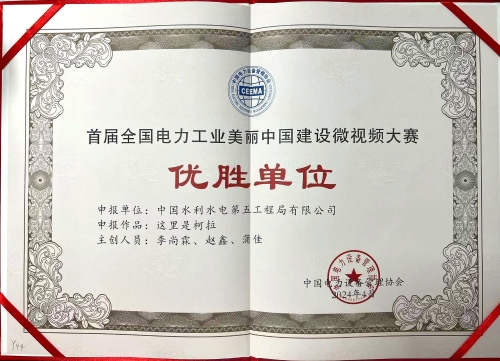 CEEMA
首届全国电力工业美丽中国建设微视频大赛
优胜单位
申报单位：中国水利水电第五工程局有限公司
申报作品：这里是柯拉
主创人员：李尚霖、赵鑫、蒲佳
中国电力设备管理协会
2024年4月